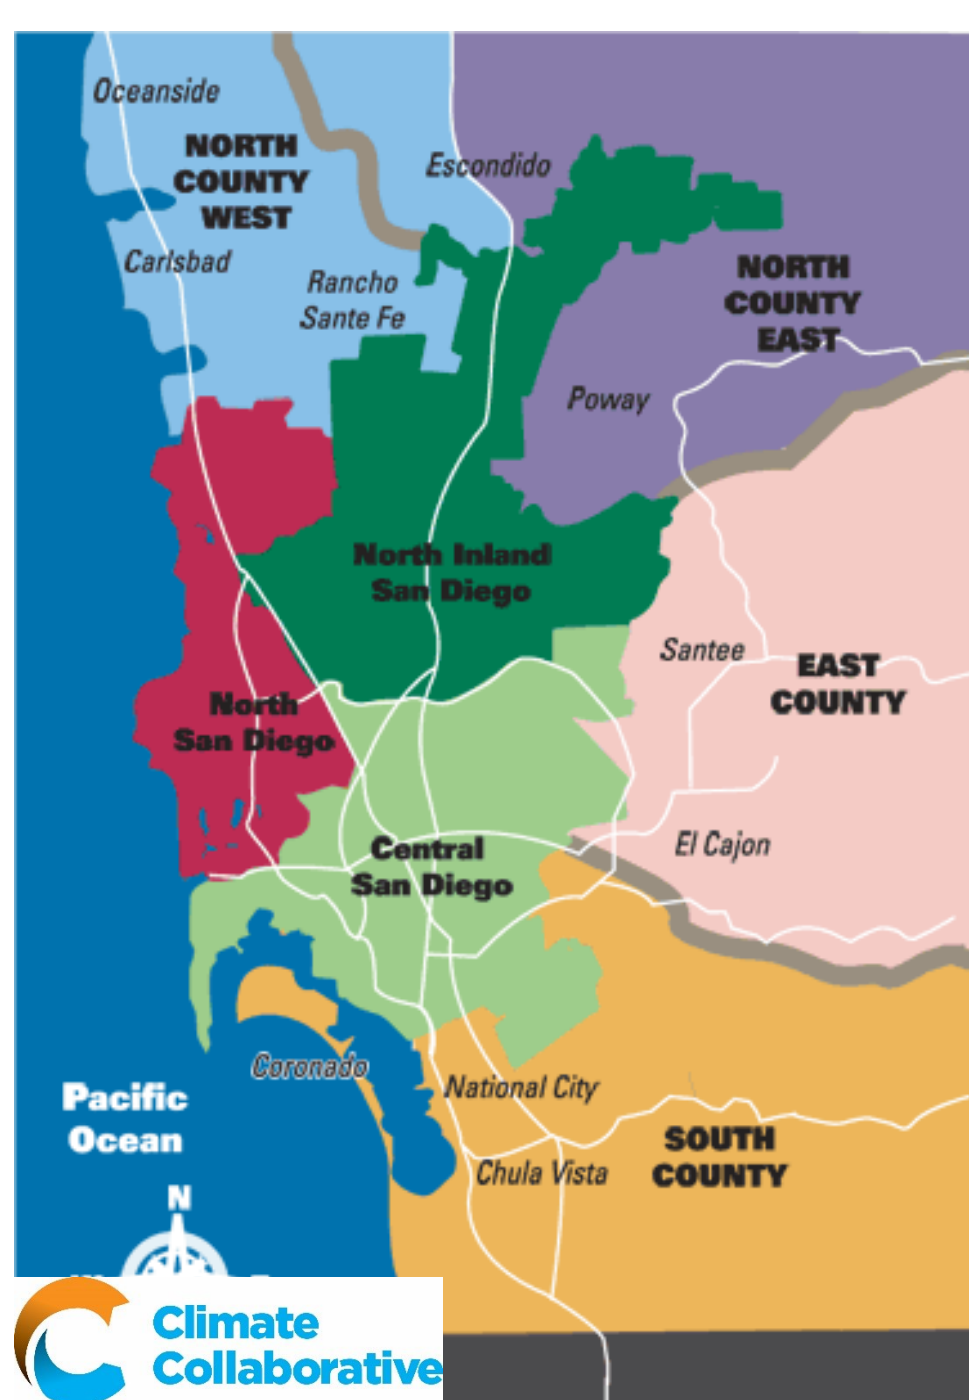 Oceanside
NORTH
COUNTY
WEST
Escondido
Carlsbad
Rancho
Sante Fe
NORTH
COUNTY
EAST
Poway
North Inland
San Diego
Santee
EAST
COUNTY
North
San Diego
El Cajon
Central
San Diego
Coronado
National City
Pacific
Ocean
SOUTH
COUNTY
Chula Vista
N
Climate
Collaborative